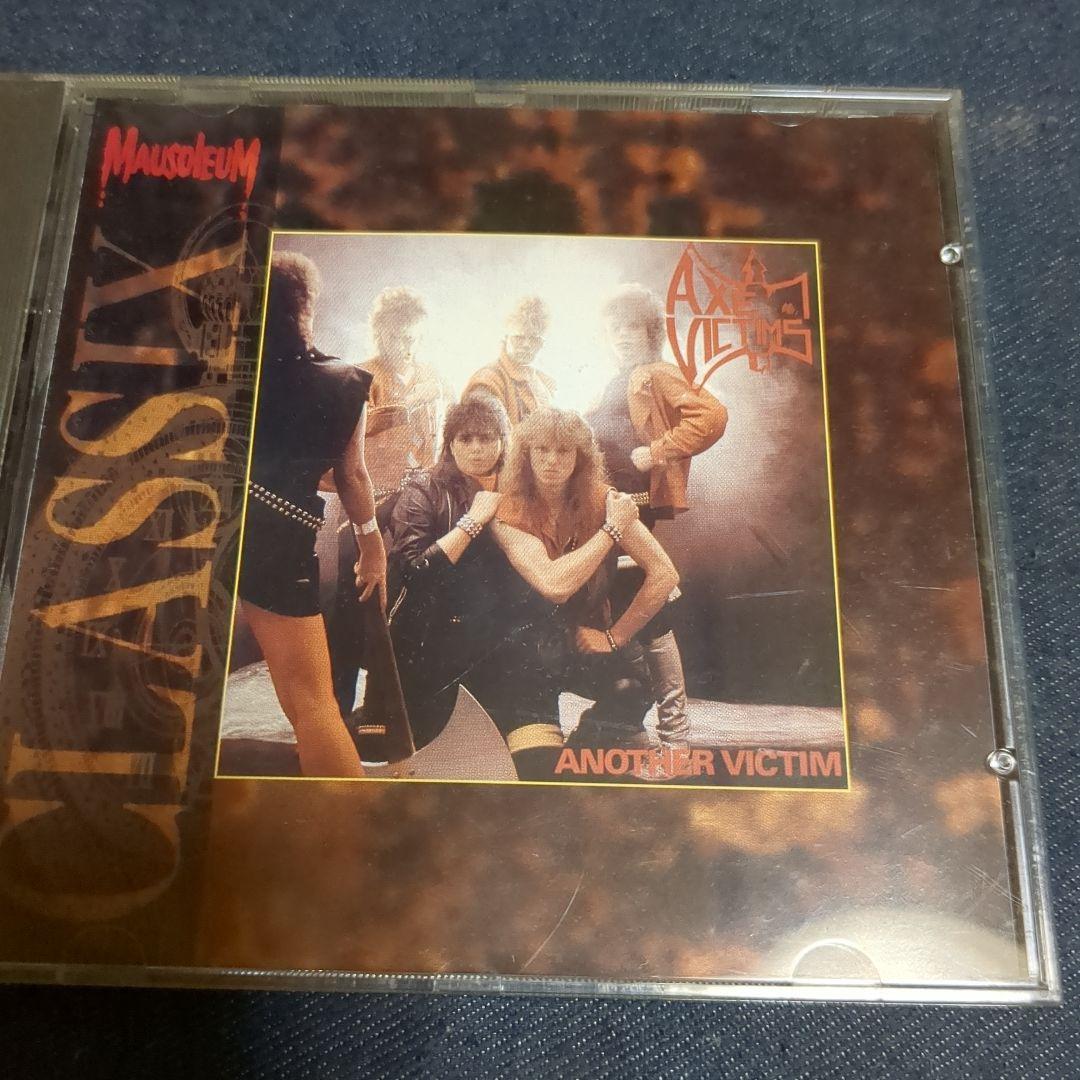 MAUSOLEUM
CLASSIX
AXE
VICTIMS
ANOTHER VICTIM